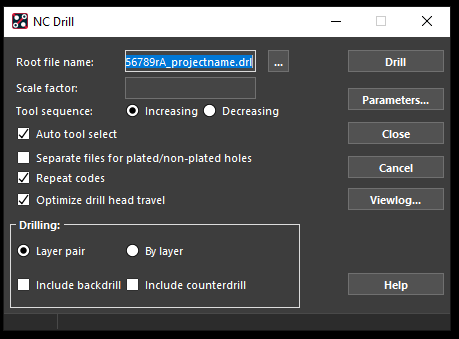 NC Drill
Root file name: 56789rA_projectname.drl ... Drill
Scale factor: Parameters...
Tool sequence: Increasing Decreasing
Auto tool select Close
Separate files for plated/non-plated holes
Repeat codes Cancel
Optimize drill head travel Viewlog...
Drilling:
Layer pair By layer
Include backdrill Include counterdrill Help